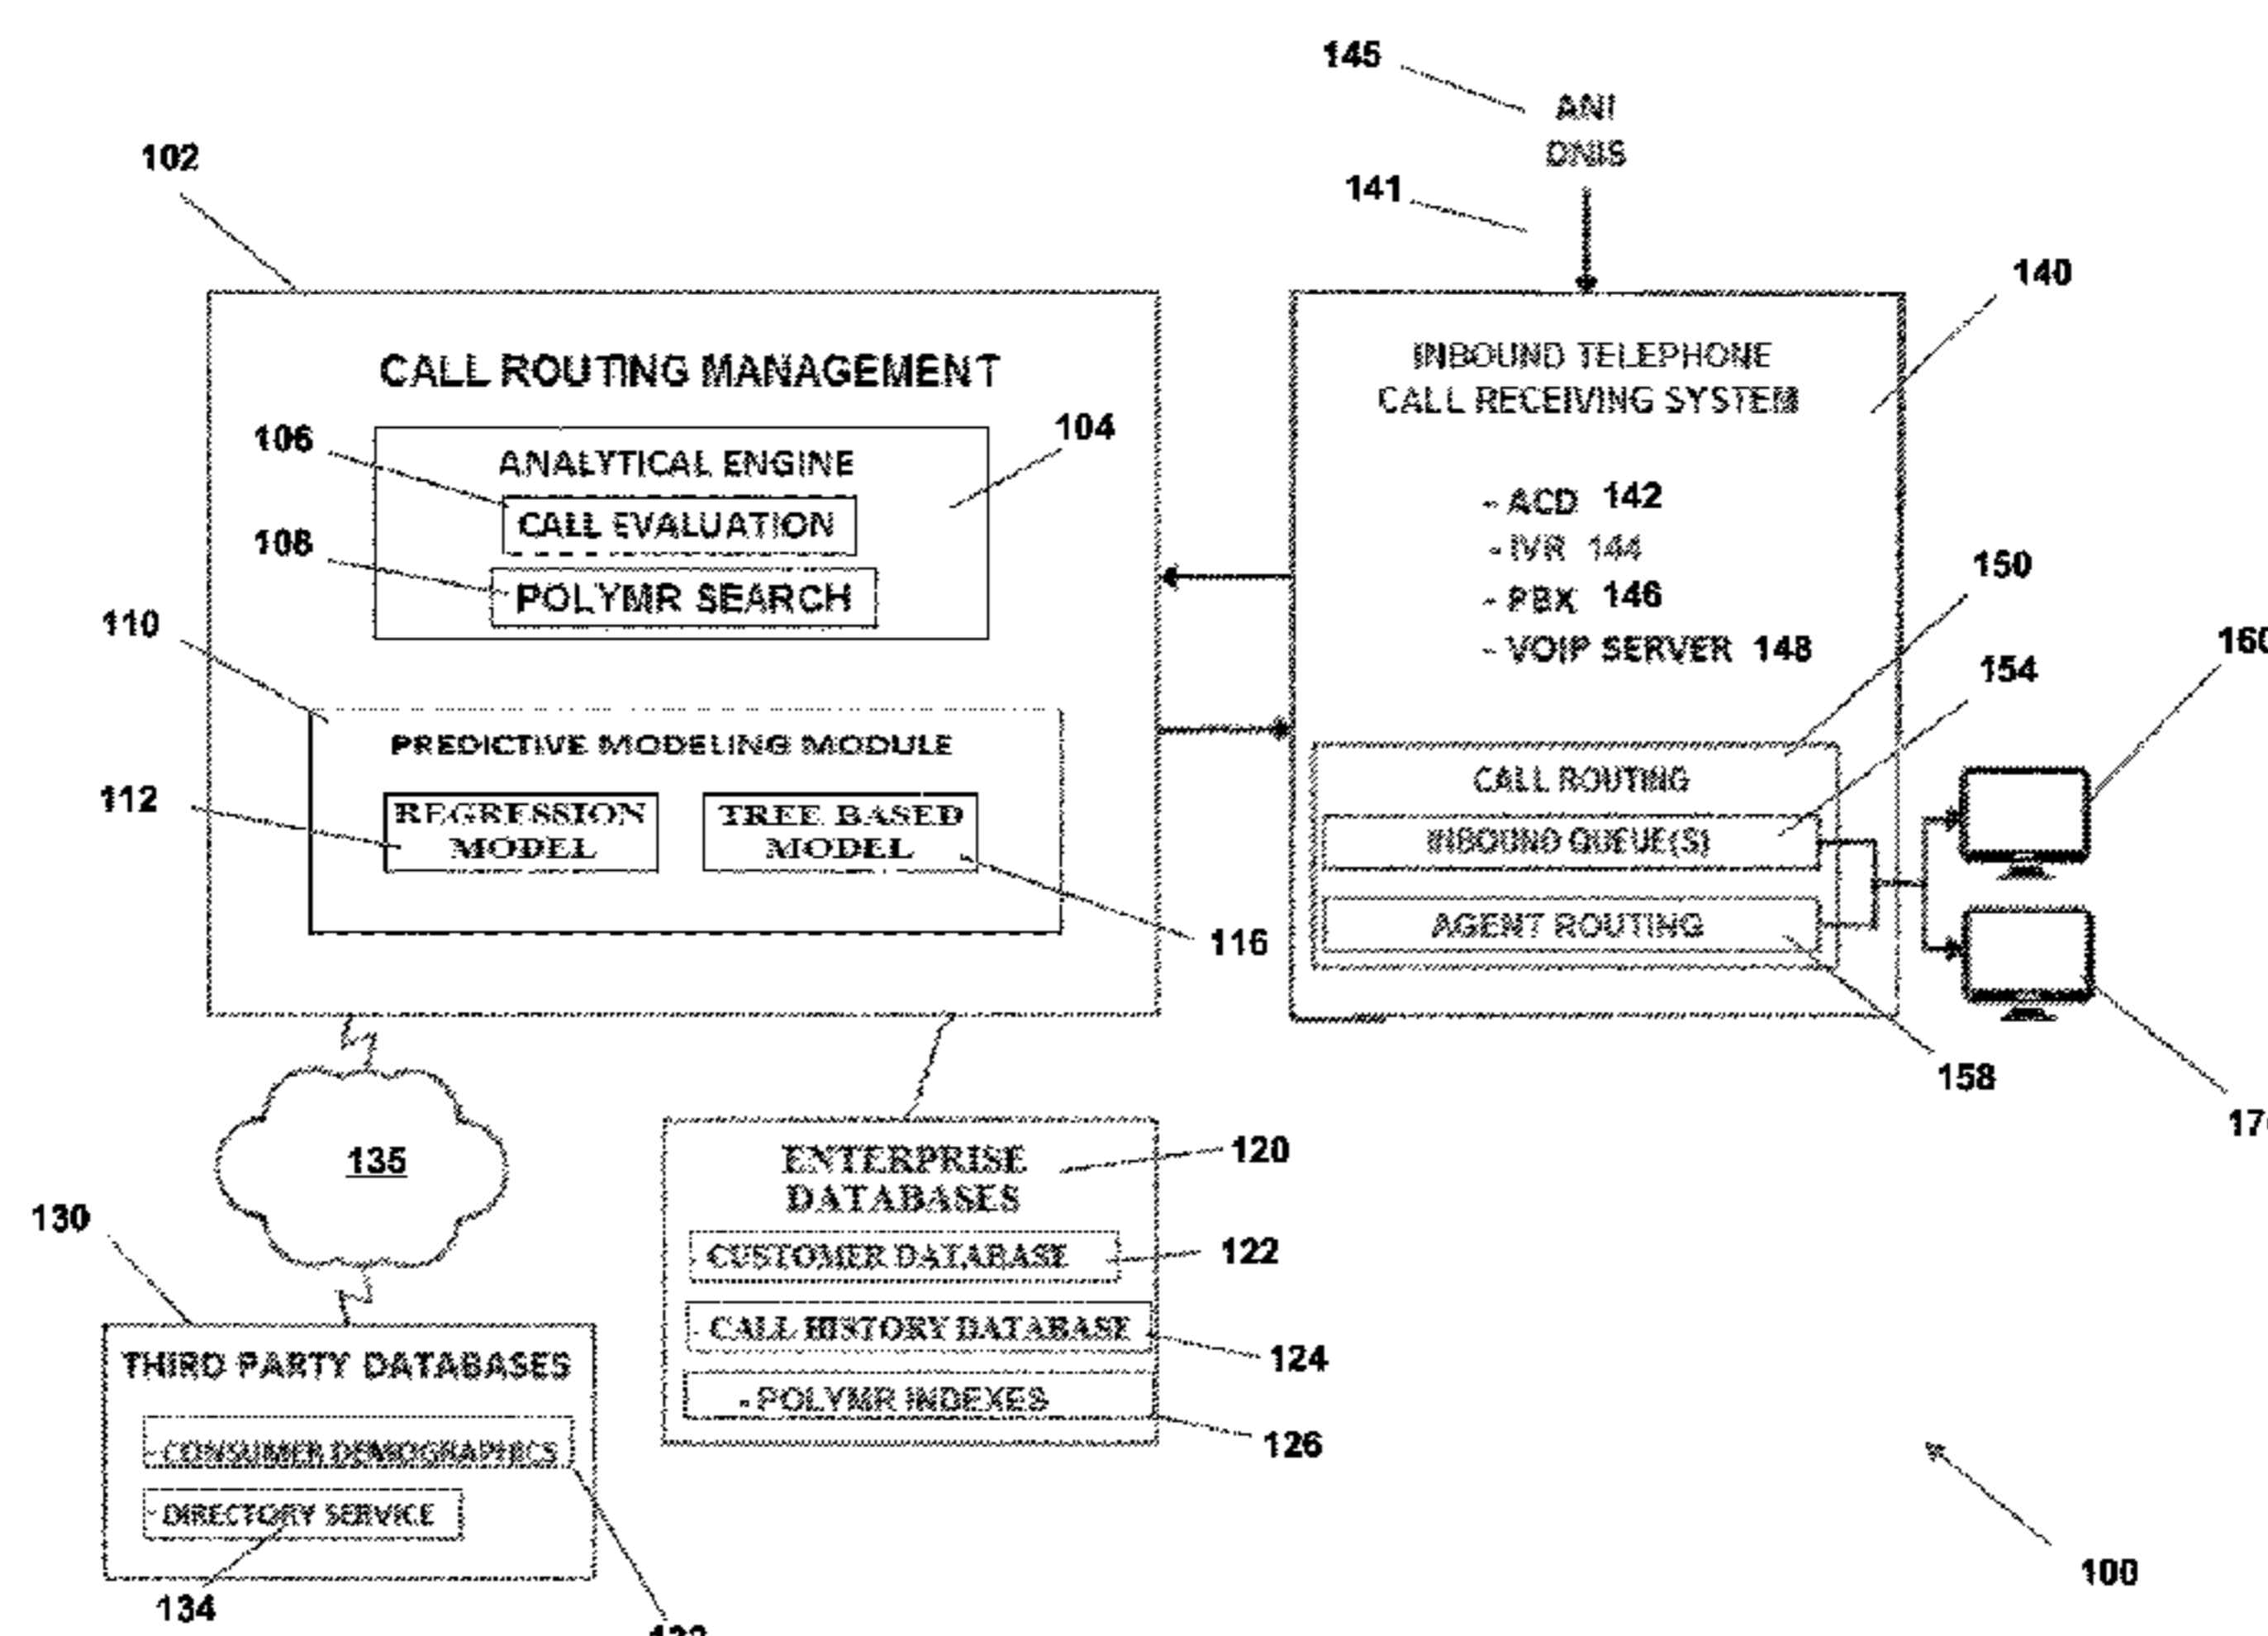 145
ANI
DNIS
141
102
140
CALL ROUTING MANAGEMENT
106
104
ANALYTICAL ENGINE
CALL EVALUATION
108
POLYMR SEARCH
110
PREDICTIVE MODELING MODULE
112
REGRESSION
MODEL
TREE BASED
MODEL
116
INBOUND TELEPHONE
CALL RECEIVING SYSTEM
- ACD 142
- IVR 144
- PBX 146
- VOIP SERVER 148
150
154
CALL ROUTING
INBOUND QUEUE(S)
AGENT ROUTING
158
135
120
ENTERPRISE
DATABASES
- CUSTOMER DATABASE
122
- CALL HISTORY DATABASE
124
- POLYMR INDEXES
126
130
THIRD PARTY DATABASES
- CONSUMER DEMOGRAPHICS
- DIRECTORY SERVICE
134
100